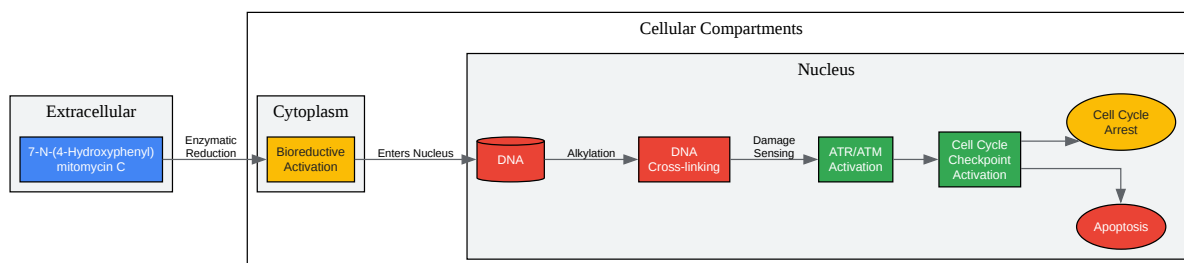 Cellular Compartments
Nucleus
Extracellular
Cytoplasm
7-N-(4-Hydroxyphenyl)
mitomycin C
Enzymatic
Reduction
Bioreductive
Activation
Enters Nucleus
DNA
Alkylation
DNA
Cross-linking
Damage
Sensing
ATR/ATM
Activation
Cell Cycle
Checkpoint
Activation
Cell Cycle
Arrest
Apoptosis